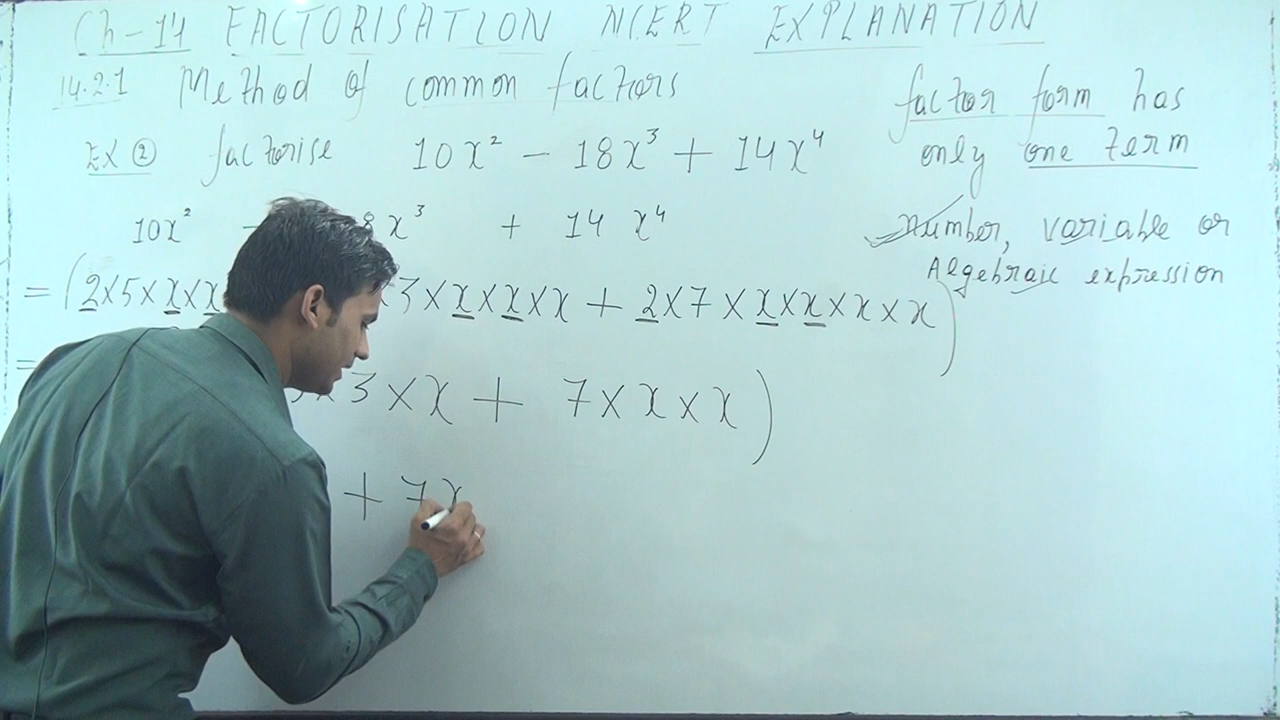 Ch-14 FACTORISATION NCERT EXPLANATION
14.2.1 Method of common factors
Ex ② factorise 10x² - 18x³ + 14x⁴
factor form has
only one term
10x² - 8x³ + 14x⁴
Number, variable or
Algebraic expression
= (2×5×x×x 3×x×x×x + 2×7×x×x×x×x)
= 3×x + 7×x×x)
+ 7x